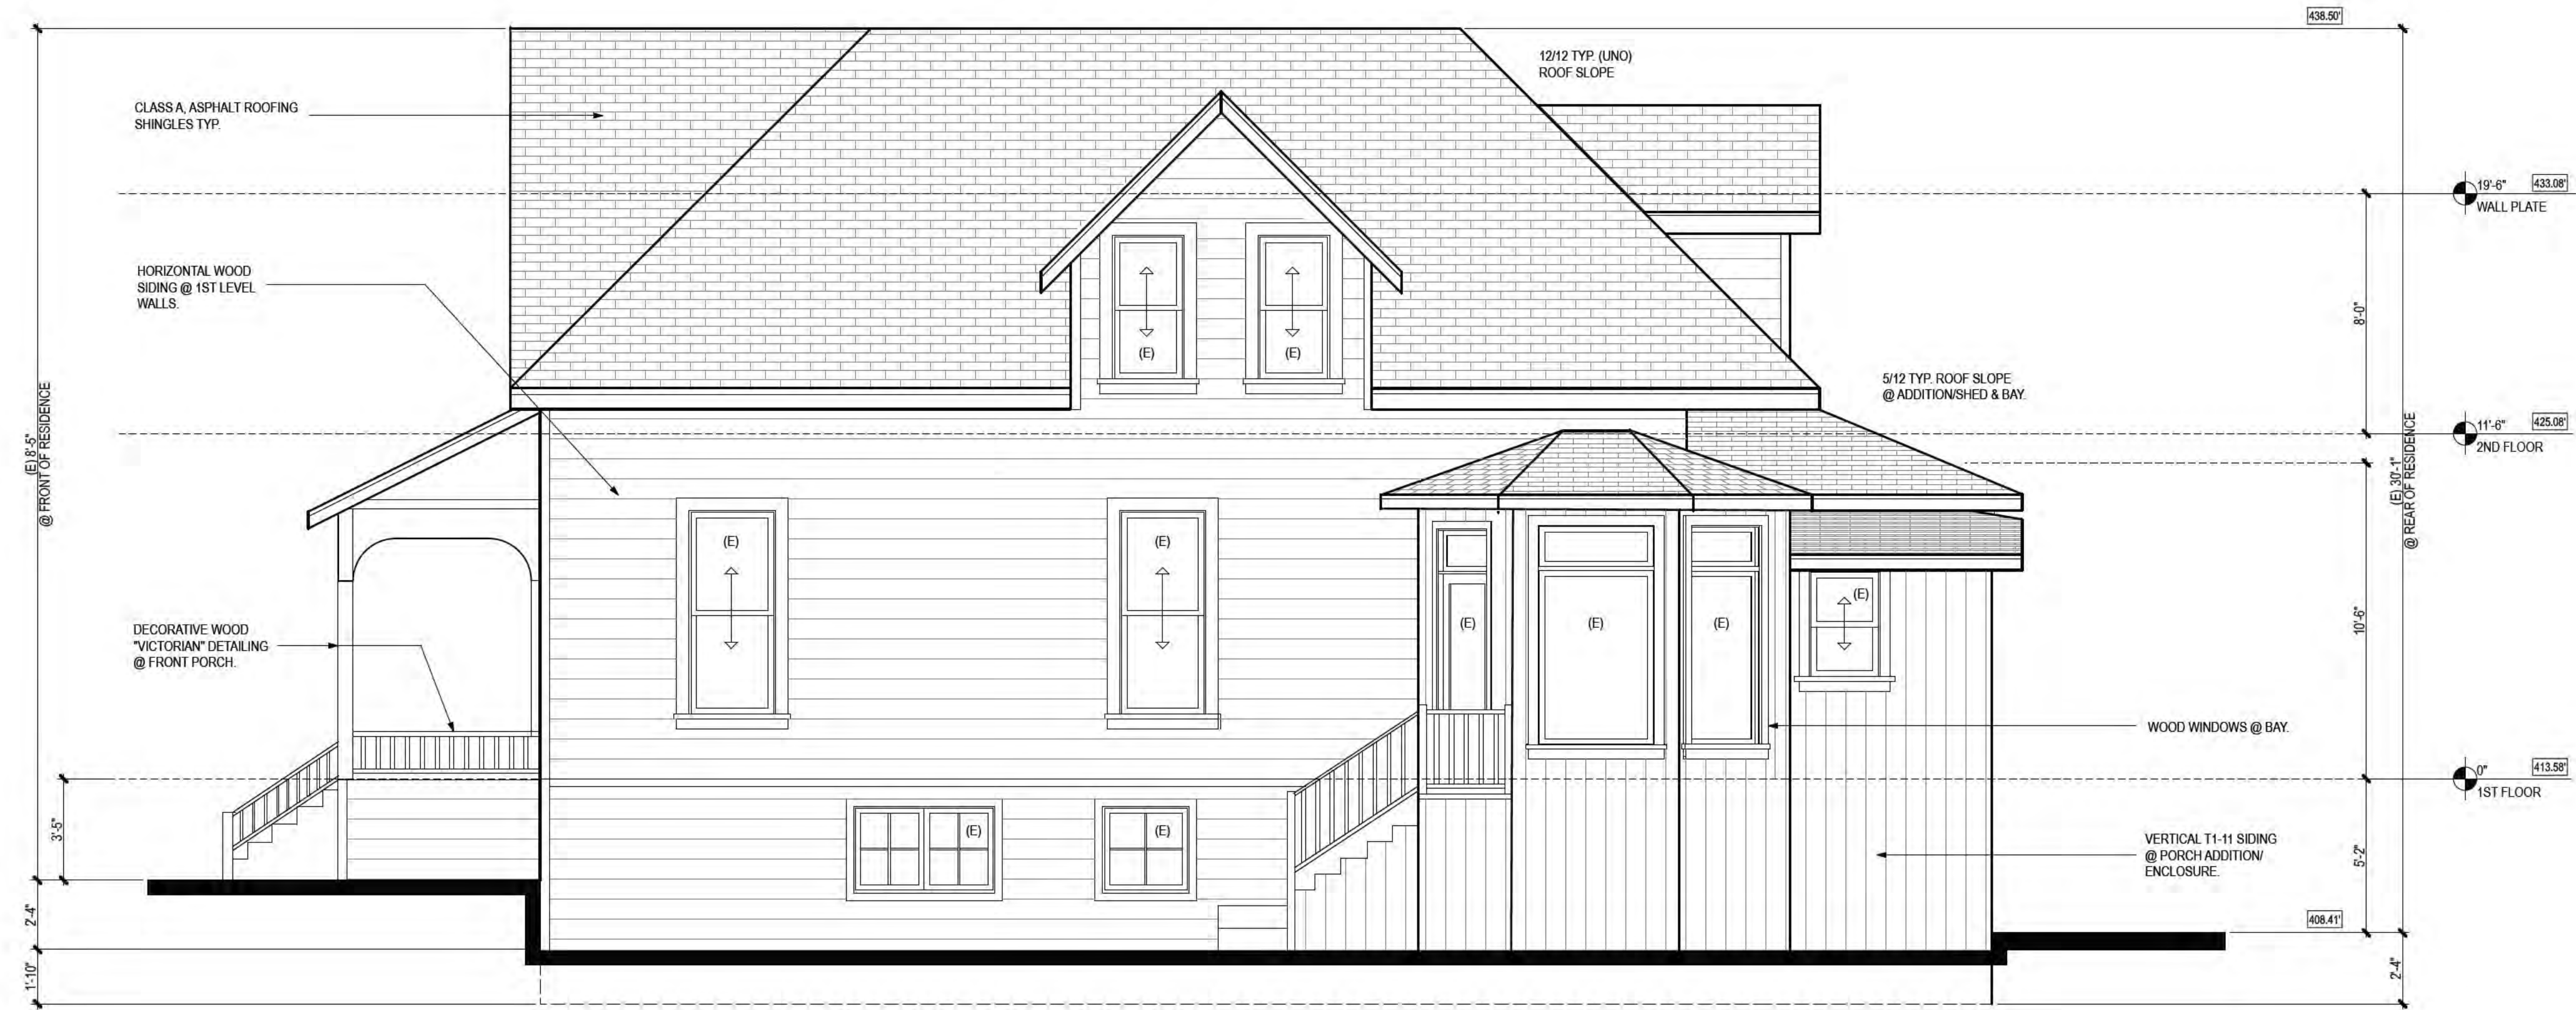 438.50'
12/12 TYP. (UNO)
ROOF SLOPE
CLASS A, ASPHALT ROOFING
SHINGLES TYP.
19'-6"
433.08'
WALL PLATE
HORIZONTAL WOOD
SIDING @ 1ST LEVEL
WALLS.
8'-0"
(E)
(E)
5/12 TYP. ROOF SLOPE
@ ADDITION/SHED & BAY.
(E) 8'-5"
@ FRONT OF RESIDENCE
11'-6"
425.08'
2ND FLOOR
(E) 30'-1"
@ REAR OF RESIDENCE
(E)
(E)
(E)
(E)
(E)
(E)
10'-6"
DECORATIVE WOOD
"VICTORIAN" DETAILING
@ FRONT PORCH.
WOOD WINDOWS @ BAY.
0"
413.58'
1ST FLOOR
3'-5"
(E)
(E)
VERTICAL T1-11 SIDING
@ PORCH ADDITION/
ENCLOSURE.
5'-2"
2'-4"
408.41'
1'-10"
2'-4"